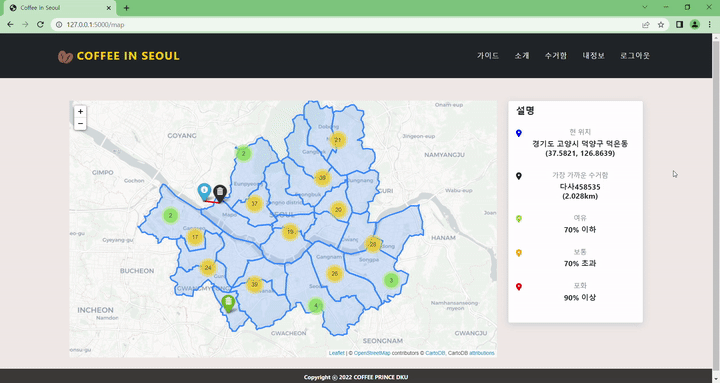 Coffee in Seoul
127.0.0.1:5000/map
COFFEE IN SEOUL
가이드
소개
수거함
내정보
로그아웃
+
−
GOYANG
GIMPO
BUCHEON
INCHEON
GWANGMYEONG
GWACHEON
SEONGNAM
GWANGJU
HANAM
GURI
NAMYANGJU
SEOUL
Mapo
Songpa
2
21
38
37
20
2
17
19
28
24
26
39
3
4
Leaflet | © OpenStreetMap contributors © CartoDB, CartoDB attributions
설명
현 위치
경기도 고양시 덕양구 덕은동
(37.5821, 126.8639)
가장 가까운 수거함
다사458535
(2.028km)
여유
70% 이하
보통
70% 초과
포화
90% 이상
Copyright ⓒ 2022 COFFEE PRINCE DKU